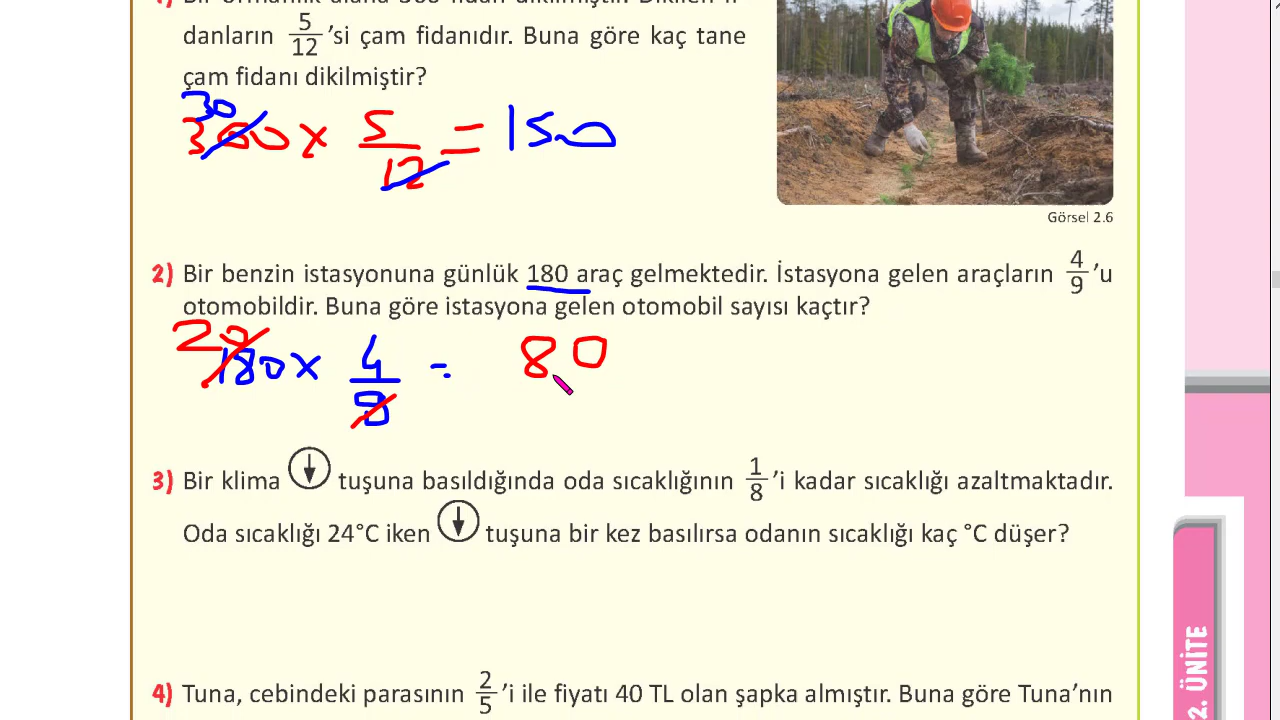 danların 5/12 'si çam fidanıdır. Buna göre kaç tane
çam fidanı dikilmiştir?
30
360 x 5/12 = 150
Görsel 2.6
2) Bir benzin istasyonuna günlük 180 araç gelmektedir. İstasyona gelen araçların 4/9 'u
otomobildir. Buna göre istasyona gelen otomobil sayısı kaçtır?
20
180 x 4/9 = 80
3) Bir klima ↓ tuşuna basıldığında oda sıcaklığının 1/8 'i kadar sıcaklığı azaltmaktadır.
Oda sıcaklığı 24°C iken ↓ tuşuna bir kez basılırsa odanın sıcaklığı kaç °C düşer?
4) Tuna, cebindeki parasının 2/5 'i ile fiyatı 40 TL olan şapka almıştır. Buna göre Tuna'nın
2. ÜNİTE